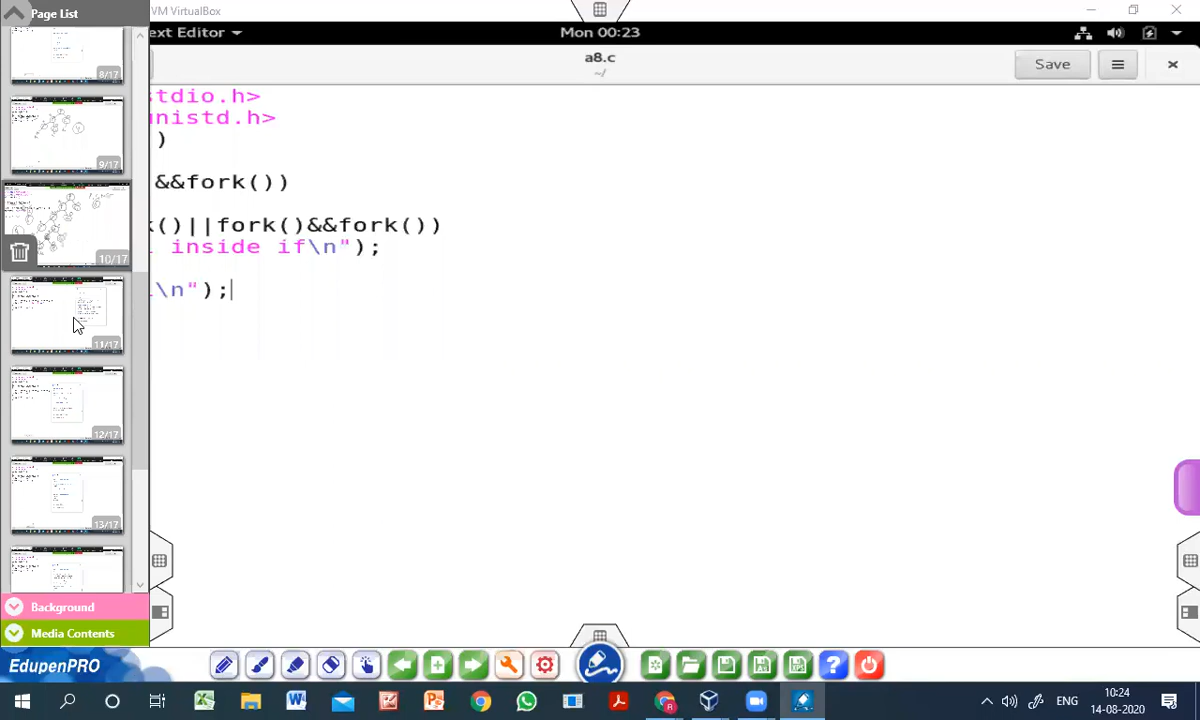 Page List
VM VirtualBox
ext Editor
Mon 00:23
a8.c
~/
Save
8/17
9/17
10/17
11/17
12/17
13/17
stdio.h>
unistd.h>
)
&&fork())
k()||fork()&&fork())
l inside if\n");
\n");
Background
Media Contents
EdupenPRO
ENG
10:24
14-08-2020